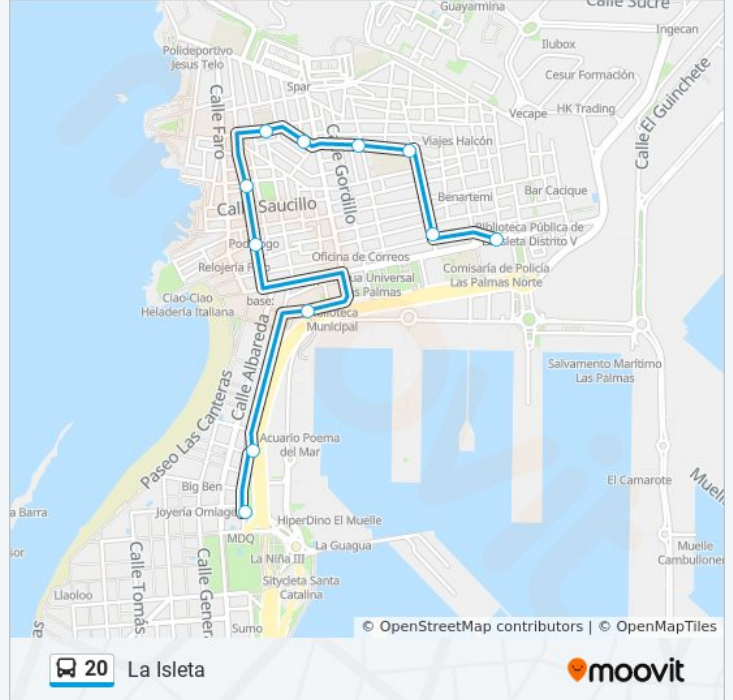 Calle Sucre
Guayarmina
Ingecan
Polideportivo
Jesus Telo
Ilubox
Cesur Formación
Spar
Calle El Guinchete
Calle Faro
HK Trading
Vecape
Viajes Halcón
Calle Gordillo
Bar Cacique
Benartemi
Saucillo
Biblioteca Pública de
La Isleta Distrito V
Oficina de Correos
Relojería
Comisaría de Policía
Las Palmas Norte
Universal
Palmas
Ciao-Ciao
Heladería Italiana
base:
Biblioteca
Municipal
Calle Albareda
Salvamento Marítimo
Las Palmas
Paseo Las Canteras
Acuario Poema
del Mar
Big Ben
El Camarote
Muelle
a Barra
Joyería
HiperDino El Muelle
MDQ
La Guagua
Muelle
Cambullonero
sor
La Niña III
Calle Tomás
Calle General
Sitycleta Santa
Catalina
Llaoloo
Sumo
© OpenStreetMap contributors | © OpenMapTiles
20 La Isleta
moovit